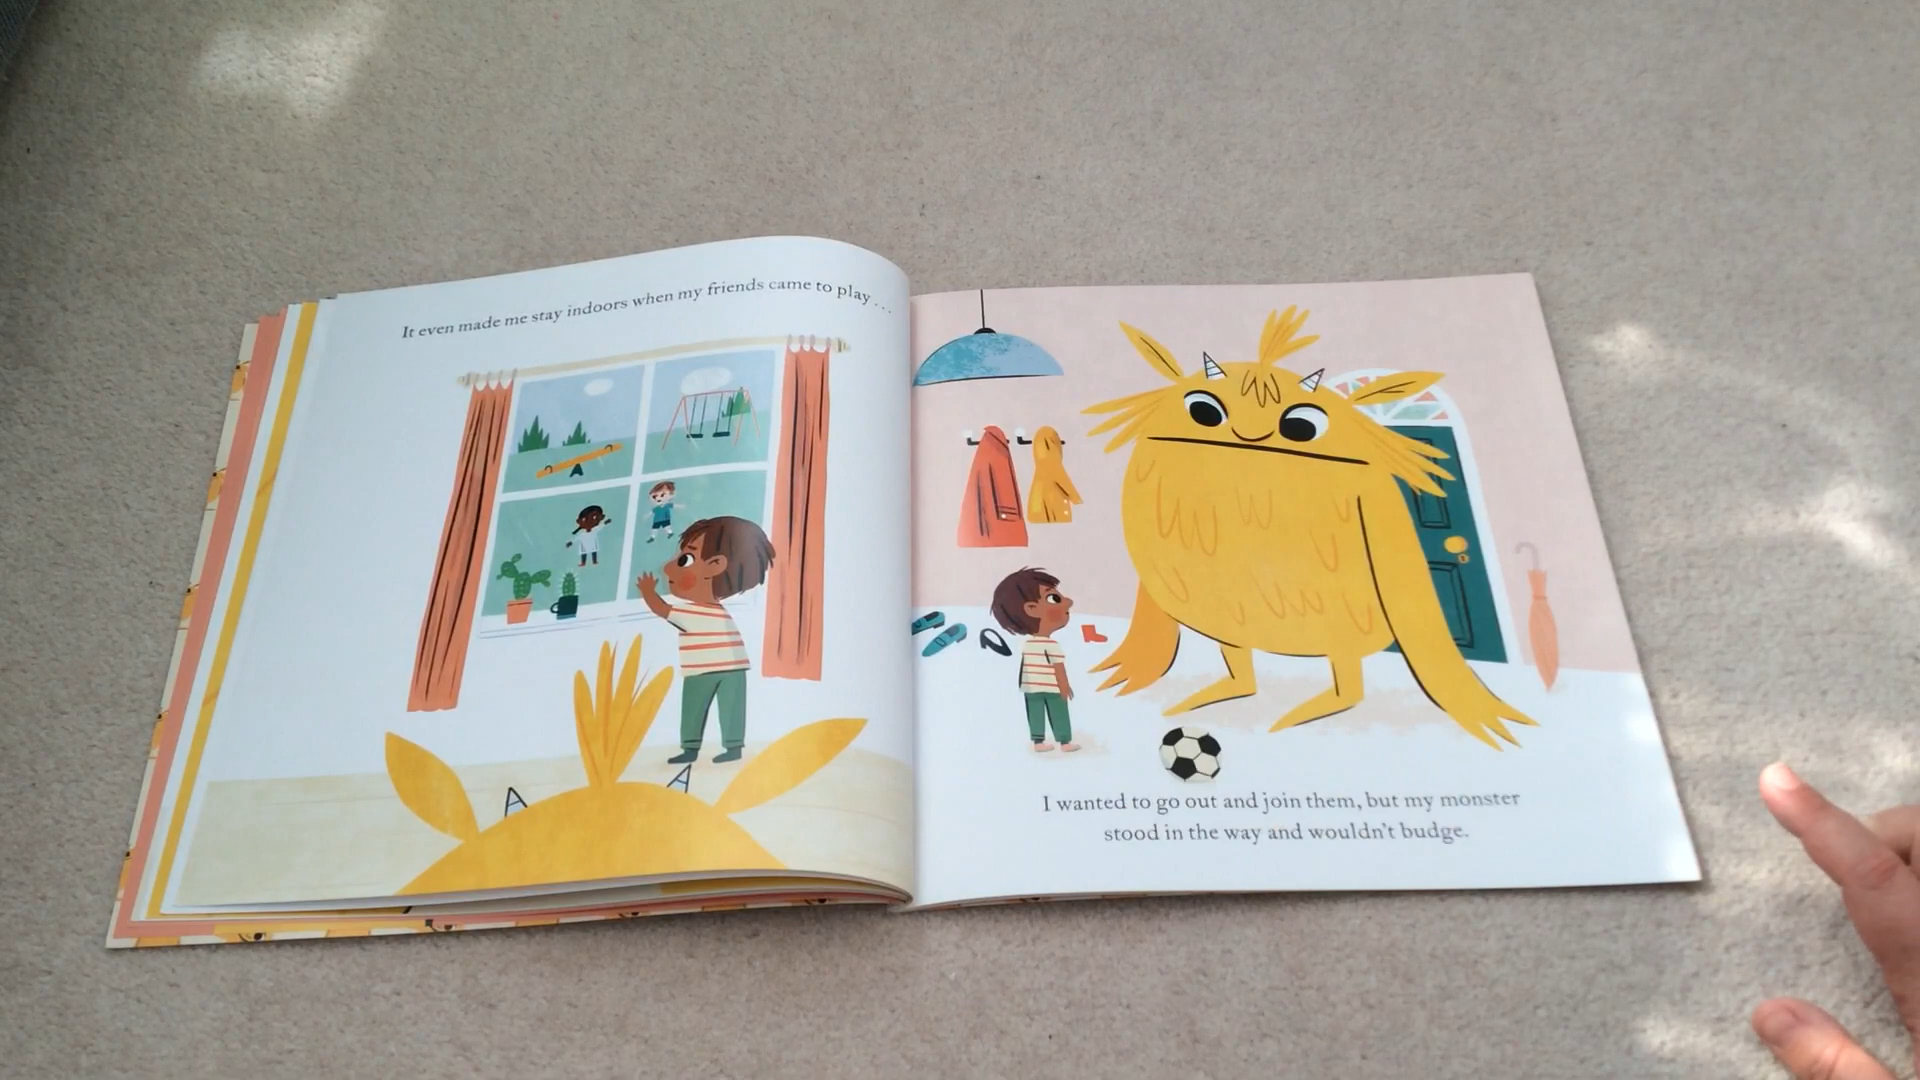 It even made me stay indoors when my friends came to play . . .
I wanted to go out and join them, but my monster
stood in the way and wouldn't budge.